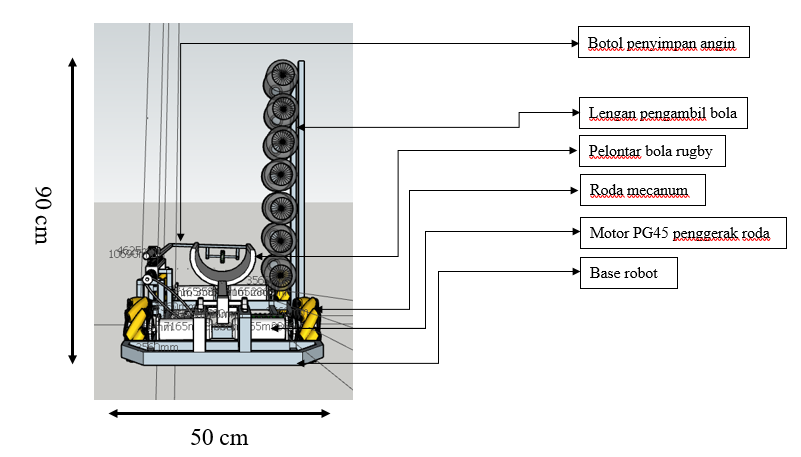 Botol penyimpan angin
Lengan pengambil bola
Pelontar bola rugby
Roda mecanum
Motor PG45 penggerak roda
Base robot
90 cm
50 cm